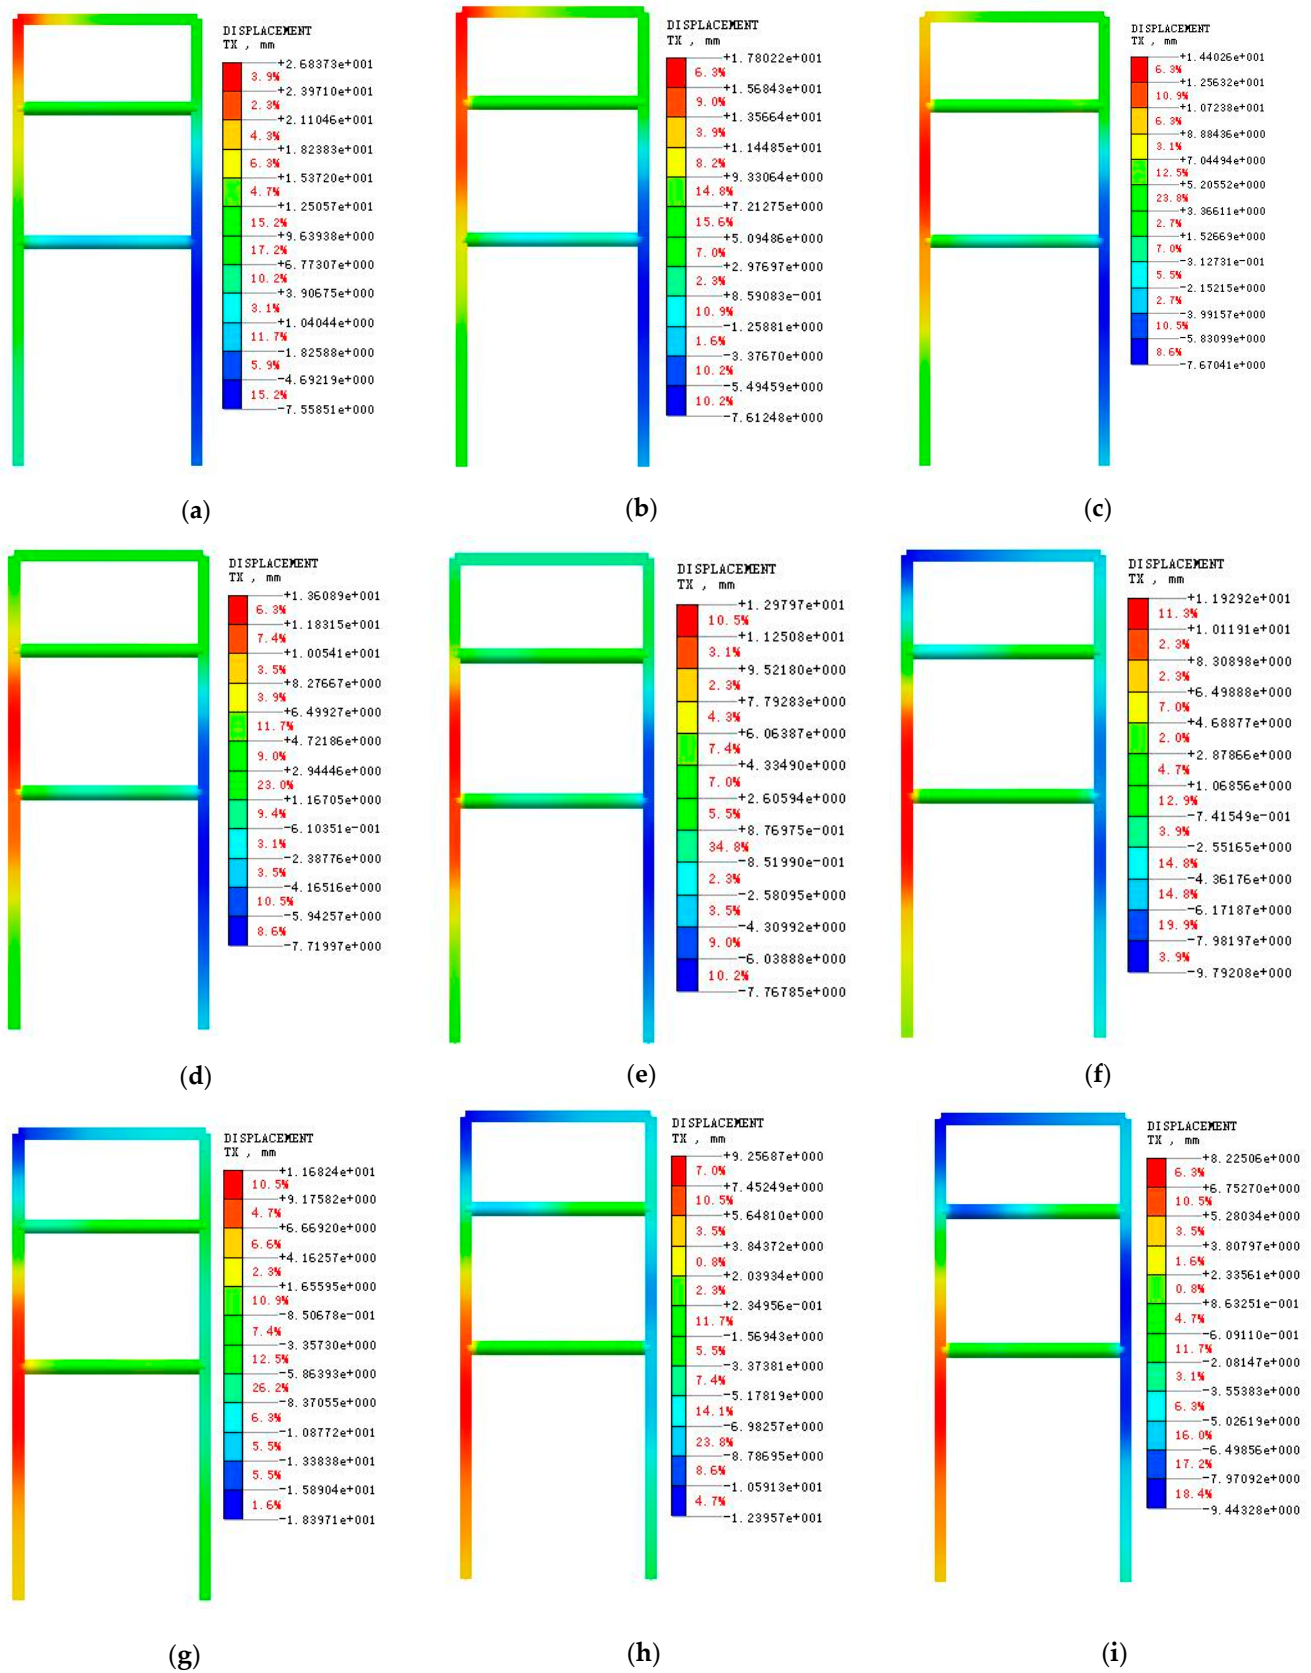 DISPLACEMENT
TX , mm
+2.68373e+001
3.9%
+2.39710e+001
2.3%
+2.11046e+001
4.3%
+1.82383e+001
6.3%
+1.53720e+001
4.7%
+1.25057e+001
15.2%
+9.63938e+000
17.2%
+6.77307e+000
10.2%
+3.90675e+000
3.1%
+1.04044e+000
11.7%
-1.82588e+000
5.9%
-4.69219e+000
15.2%
-7.55851e+000
(a)
DISPLACEMENT
TX , mm
+1.78022e+001
6.3%
+1.56843e+001
9.0%
+1.35664e+001
3.9%
+1.14485e+001
8.2%
+9.33064e+000
14.8%
+7.21275e+000
15.6%
+5.09486e+000
7.0%
+2.97697e+000
2.3%
+8.59083e-001
10.9%
-1.25881e+000
1.6%
-3.37670e+000
10.2%
-5.49459e+000
10.2%
-7.61248e+000
(b)
DISPLACEMENT
TX , mm
+1.44026e+001
6.3%
+1.25632e+001
10.9%
+1.07238e+001
6.3%
+8.88436e+000
3.1%
+7.04494e+000
12.5%
+5.20552e+000
23.8%
+3.36611e+000
2.7%
+1.52669e+000
7.0%
-3.12731e-001
5.5%
-2.15215e+000
2.7%
-3.99157e+000
10.5%
-5.83099e+000
8.6%
-7.67041e+000
(c)
DISPLACEMENT
TX , mm
+1.36089e+001
6.3%
+1.18315e+001
7.4%
+1.00541e+001
3.5%
+8.27667e+000
3.9%
+6.49927e+000
11.7%
+4.72186e+000
9.0%
+2.94446e+000
23.0%
+1.16705e+000
9.4%
-6.10351e-001
3.1%
-2.38776e+000
3.5%
-4.16516e+000
10.5%
-5.94257e+000
8.6%
-7.71997e+000
(d)
DISPLACEMENT
TX , mm
+1.29797e+001
10.5%
+1.12508e+001
3.1%
+9.52180e+000
2.3%
+7.79283e+000
4.3%
+6.06387e+000
7.4%
+4.33490e+000
7.0%
+2.60594e+000
5.5%
+8.76975e-001
34.8%
-8.51990e-001
2.3%
-2.58095e+000
3.5%
-4.30992e+000
9.0%
-6.03888e+000
10.2%
-7.76785e+000
(e)
DISPLACEMENT
TX , mm
+1.19292e+001
11.3%
+1.01191e+001
2.3%
+8.30898e+000
2.3%
+6.49888e+000
7.0%
+4.68877e+000
2.0%
+2.87866e+000
4.7%
+1.06856e+000
12.9%
-7.41549e-001
3.9%
-2.55165e+000
14.8%
-4.36176e+000
14.8%
-6.17187e+000
19.9%
-7.98197e+000
3.9%
-9.79208e+000
(f)
DISPLACEMENT
TX , mm
+1.16824e+001
10.5%
+9.17582e+000
4.7%
+6.66920e+000
6.6%
+4.16257e+000
2.3%
+1.65595e+000
10.9%
-8.50678e-001
7.4%
-3.35730e+000
12.5%
-5.86393e+000
26.2%
-8.37055e+000
6.3%
-1.08772e+001
5.5%
-1.33838e+001
5.5%
-1.58904e+001
1.6%
-1.83971e+001
(g)
DISPLACEMENT
TX , mm
+9.25687e+000
7.0%
+7.45249e+000
10.5%
+5.64810e+000
3.5%
+3.84372e+000
0.8%
+2.03934e+000
2.3%
+2.34956e-001
11.7%
-1.56943e+000
5.5%
-3.37381e+000
7.4%
-5.17819e+000
14.1%
-6.98257e+000
23.8%
-8.78695e+000
8.6%
-1.05913e+001
4.7%
-1.23957e+001
(h)
DISPLACEMENT
TX , mm
+8.22506e+000
6.3%
+6.75270e+000
10.5%
+5.28034e+000
3.5%
+3.80797e+000
1.6%
+2.33561e+000
0.8%
+8.63251e-001
4.7%
-6.09110e-001
11.7%
-2.08147e+000
3.1%
-3.55383e+000
6.3%
-5.02619e+000
16.0%
-6.49856e+000
17.2%
-7.97092e+000
18.4%
-9.44328e+000
(i)